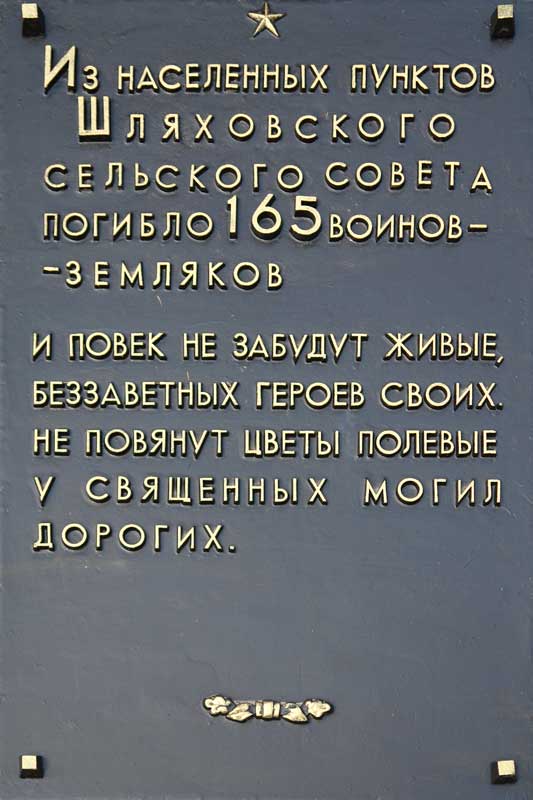 Из населенных пунктов
Шляховского
сельского совета
погибло 165 воинов-
-земляков
И ПОВЕК НЕ ЗАБУДУТ ЖИВЫЕ,
БЕЗЗАВЕТНЫХ ГЕРОЕВ СВОИХ.
НЕ ПОВЯНУТ ЦВЕТЫ ПОЛЕВЫЕ
У СВЯЩЕННЫХ МОГИЛ
ДОРОГИХ.